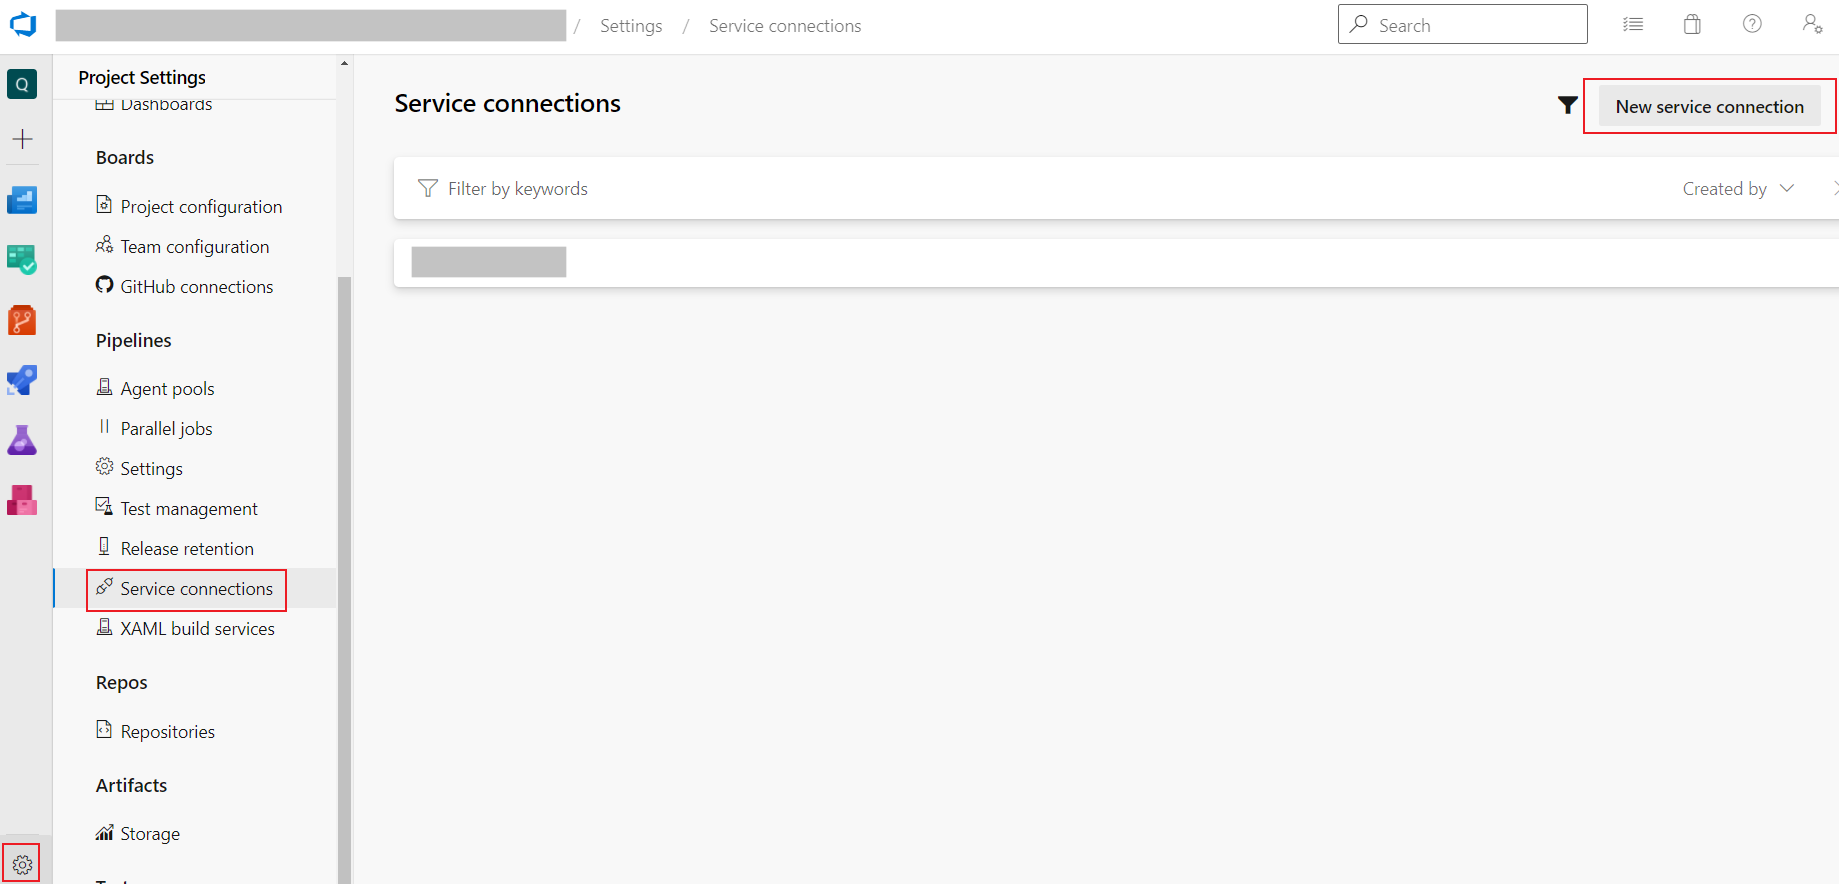 / Settings / Service connections
Search
Q
Project Settings
Dashboards
Boards
Project configuration
Team configuration
GitHub connections
Pipelines
Agent pools
Parallel jobs
Settings
Test management
Release retention
Service connections
XAML build services
Repos
Repositories
Artifacts
Storage
Service connections
New service connection
Filter by keywords
Created by